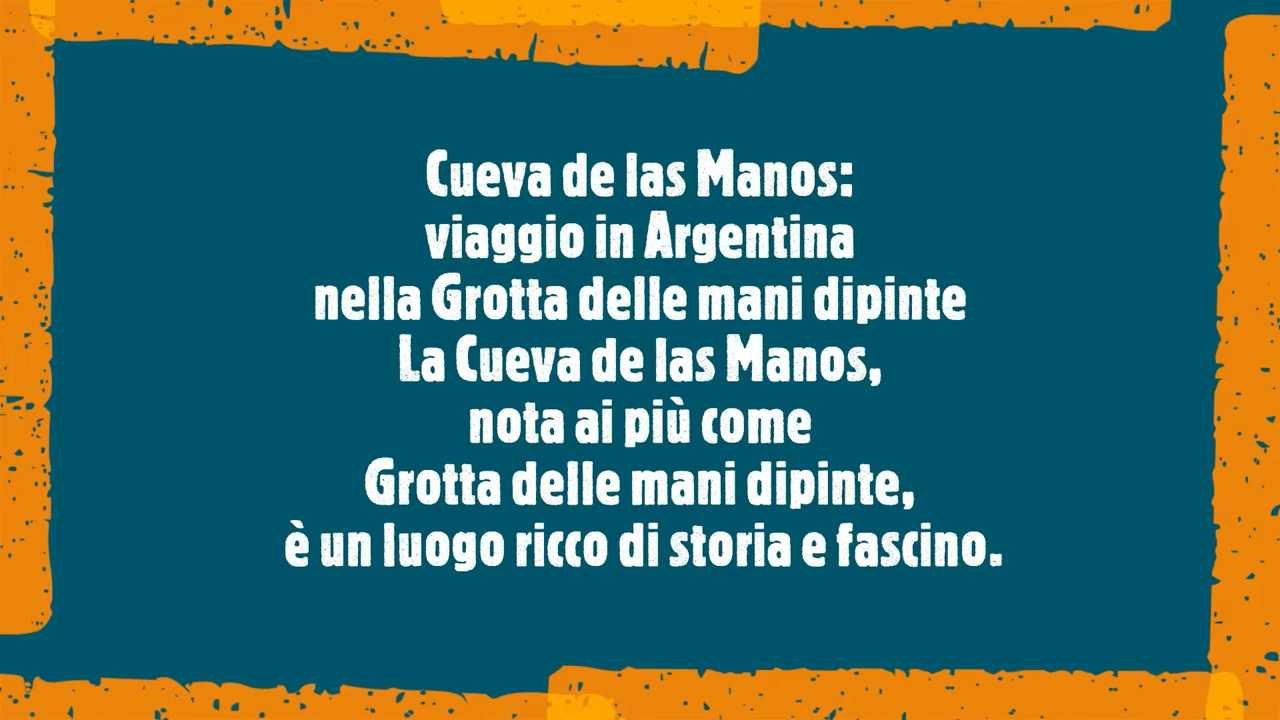 Cueva de las Manos:
viaggio in Argentina
nella Grotta delle mani dipinte
La Cueva de las Manos,
nota ai più come
Grotta delle mani dipinte,
è un luogo ricco di storia e fascino.